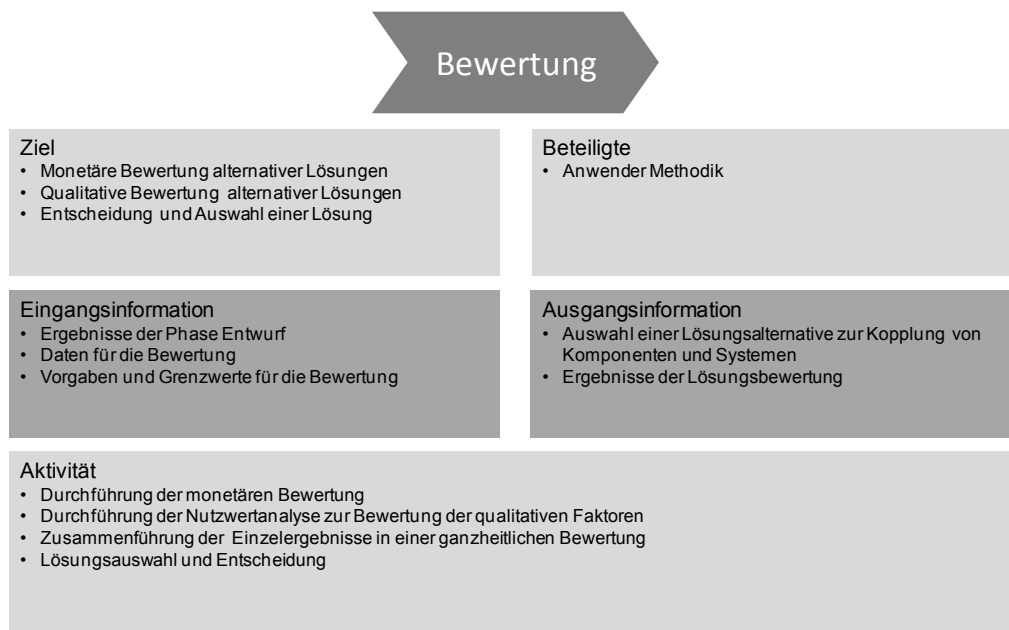 Bewertung
Ziel
• Monetäre Bewertung alternativer Lösungen
• Qualitative Bewertung alternativer Lösungen
• Entscheidung und Auswahl einer Lösung
Beteiligte
• Anwender Methodik
Eingangsinformation
• Ergebnisse der Phase Entwurf
• Daten für die Bewertung
• Vorgaben und Grenzwerte für die Bewertung
Ausgangsinformation
• Auswahl einer Lösungsalternative zur Kopplung von
Komponenten und Systemen
• Ergebnisse der Lösungsbewertung
Aktivität
• Durchführung der monetären Bewertung
• Durchführung der Nutzwertanalyse zur Bewertung der qualitativen Faktoren
• Zusammenführung der Einzelergebnisse in einer ganzheitlichen Bewertung
• Lösungsauswahl und Entscheidung